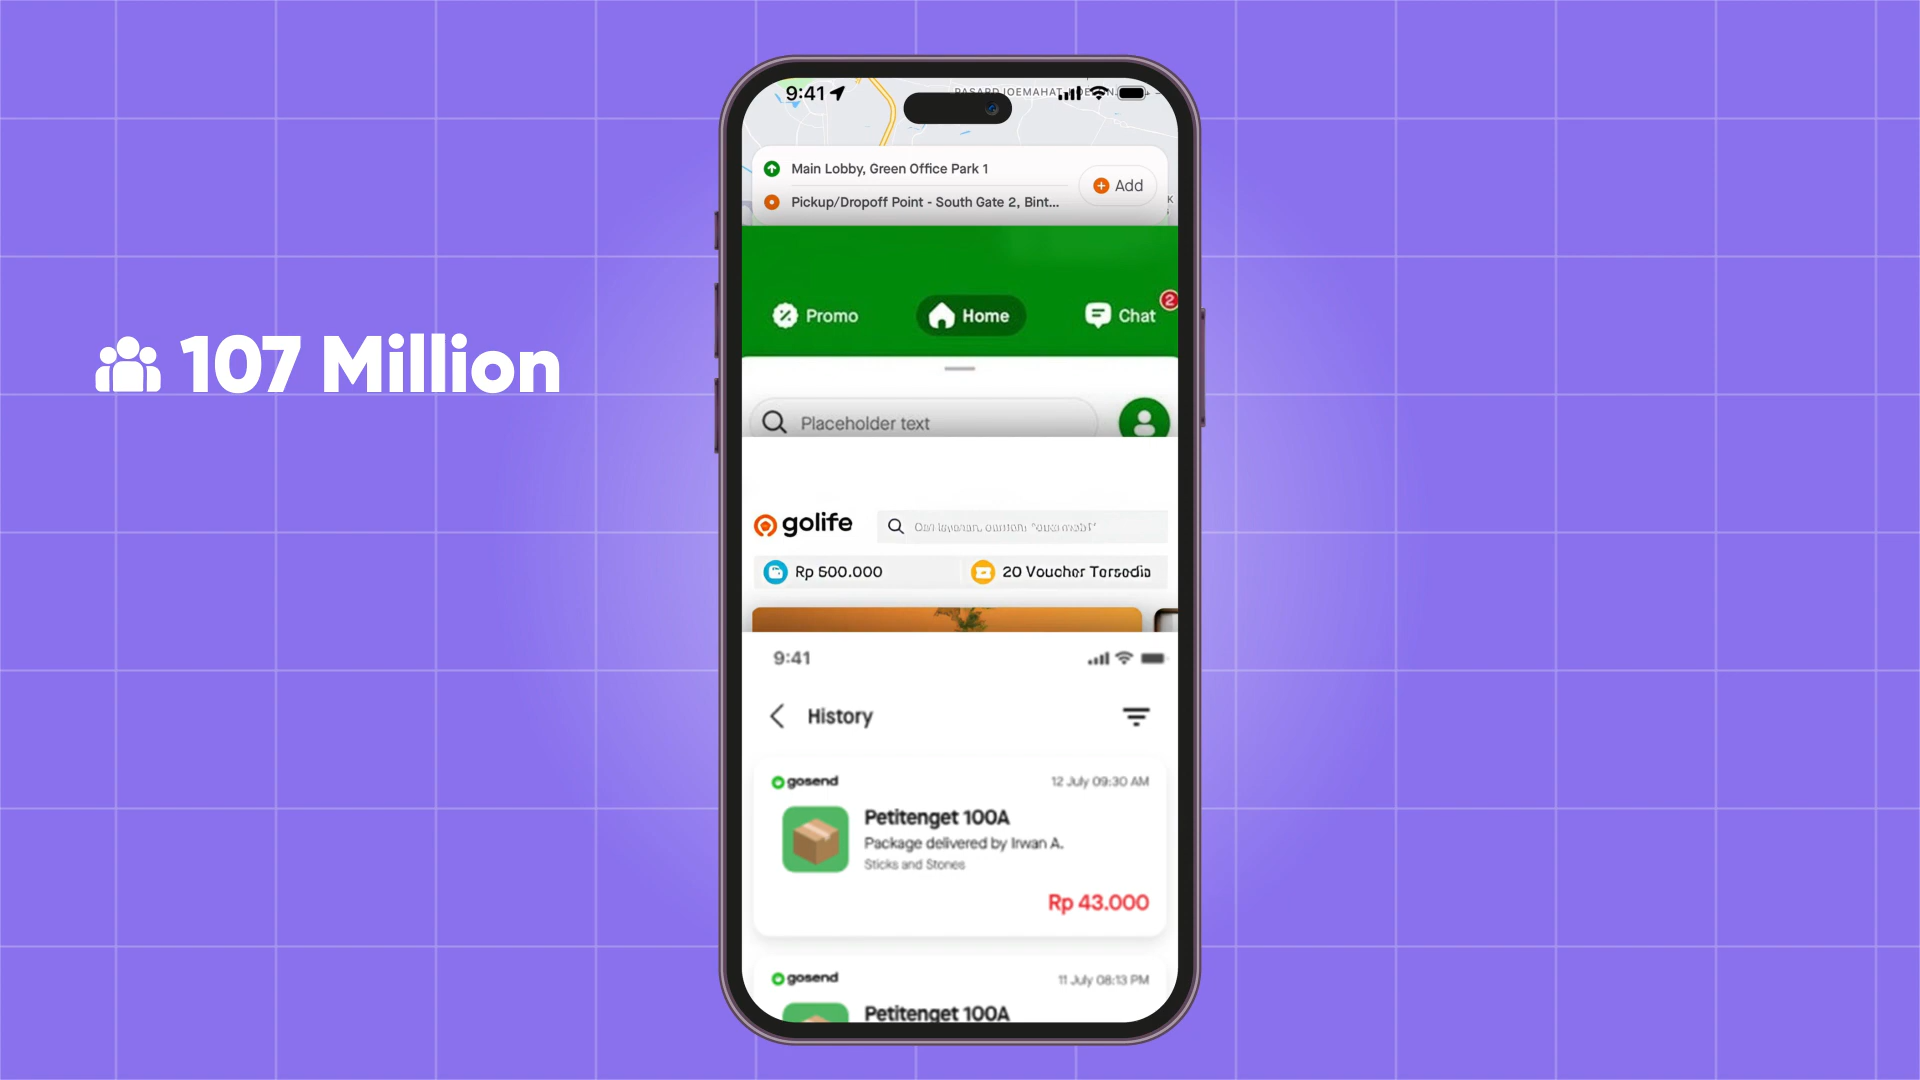 107 Million
9:41
Main Lobby, Green Office Park 1
Add
Pickup/Dropoff Point - South Gate 2, Bint...
Promo
Home
Chat
2
Placeholder text
golife
Rp 500.000
20 Voucher Tersedia
9:41
History
gosend
12 July 09:30 AM
Petitenget 100A
Package delivered by Irwan A.
Sticks and Stones
Rp 43.000
gosend
11 July 08:13 PM
Petitenget 100A